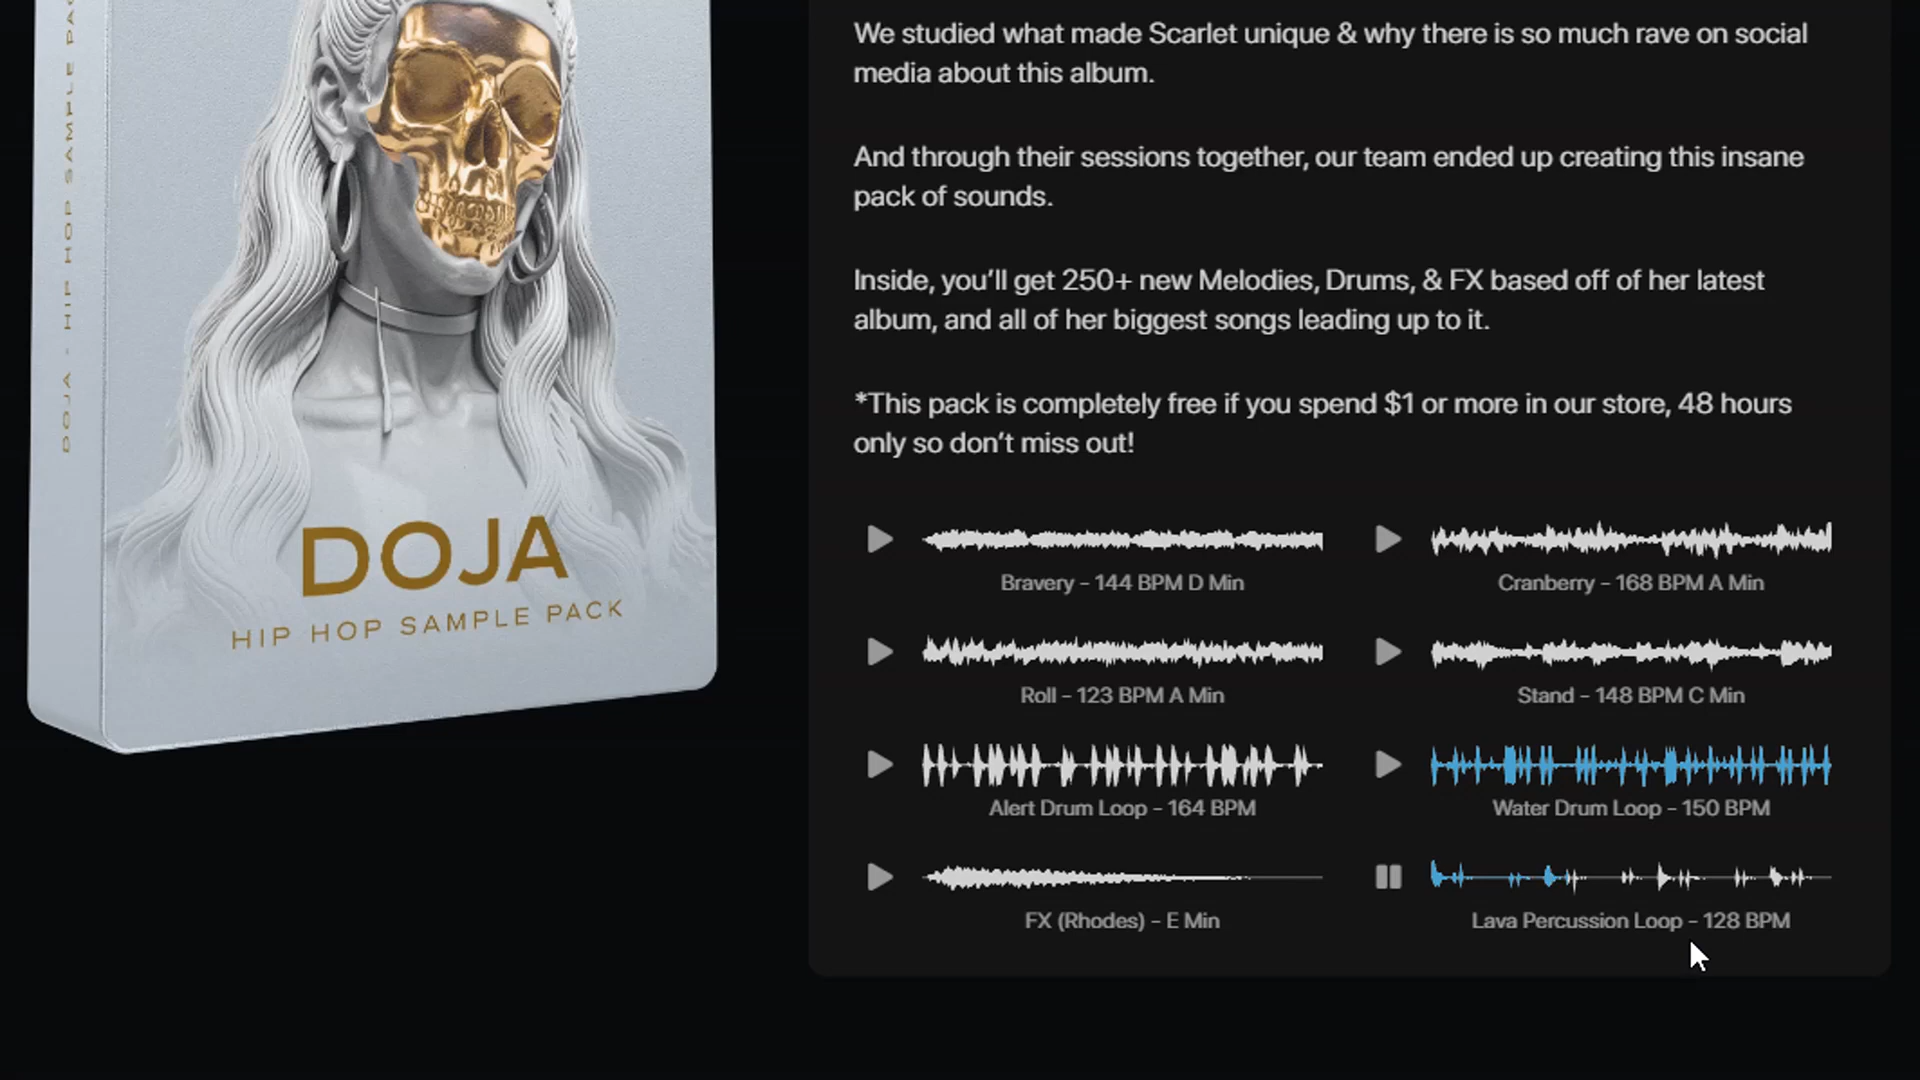 We studied what made Scarlet unique & why there is so much rave on social
media about this album.
And through their sessions together, our team ended up creating this insane
pack of sounds.
Inside, you’ll get 250+ new Melodies, Drums, & FX based off of her latest
album, and all of her biggest songs leading up to it.
*This pack is completely free if you spend $1 or more in our store, 48 hours
only so don’t miss out!
DOJA - HIP HOP SAMPLE
DOJA
HIP HOP SAMPLE PACK
Bravery - 144 BPM D Min
Cranberry - 168 BPM A Min
Roll - 123 BPM A Min
Stand - 148 BPM C Min
Alert Drum Loop - 164 BPM
Water Drum Loop - 150 BPM
FX (Rhodes) - E Min
Lava Percussion Loop - 128 BPM